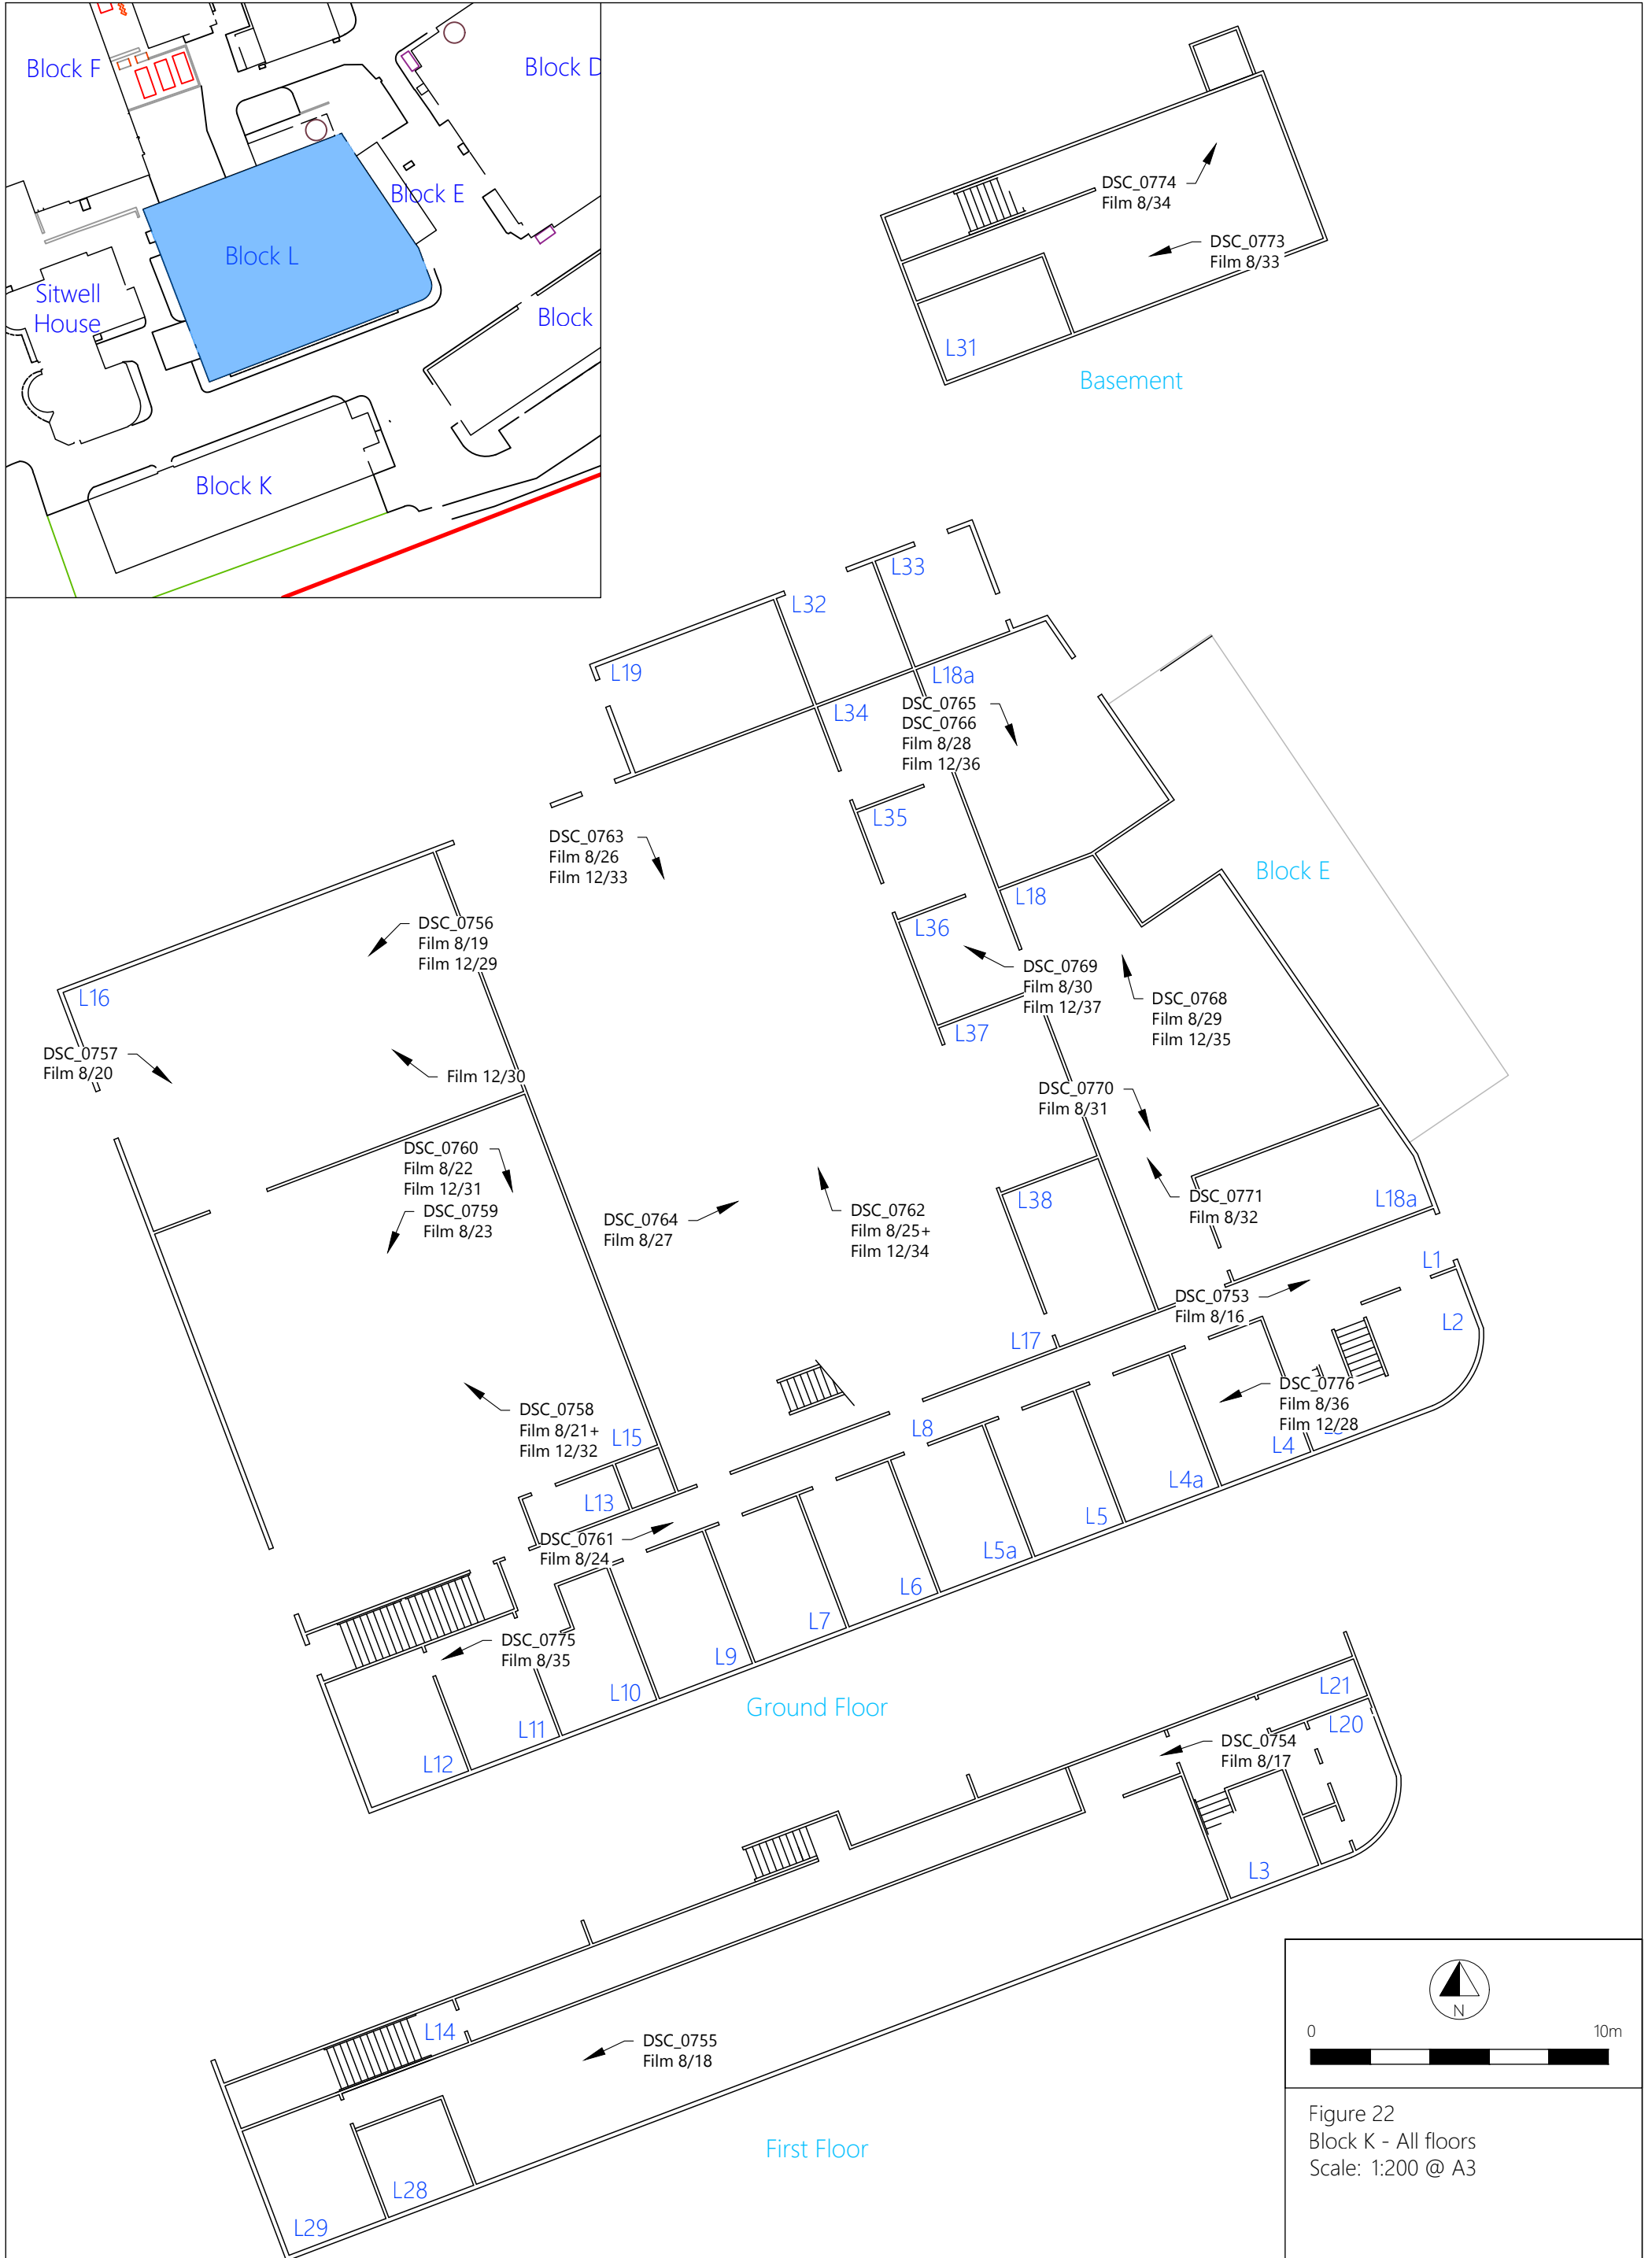 Block F
Block D
Block E
Block L
Sitwell
House
Block
Block K
DSC_0774
Film 8/34
DSC_0773
Film 8/33
L31
Basement
L33
L32
L19
L18a
L34
DSC_0765
DSC_0766
Film 8/28
Film 12/36
L35
DSC_0763
Film 8/26
Film 12/33
Block E
L18
L36
DSC_0756
Film 8/19
Film 12/29
DSC_0769
Film 8/30
Film 12/37
L16
DSC_0768
Film 8/29
Film 12/35
L37
DSC_0757
Film 8/20
Film 12/30
DSC_0770
Film 8/31
DSC_0760
Film 8/22
Film 12/31
DSC_0759
Film 8/23
L38
L18a
DSC_0771
Film 8/32
DSC_0764
Film 8/27
DSC_0762
Film 8/25+
Film 12/34
L1
DSC_0753
Film 8/16
L2
L17
DSC_0776
Film 8/36
Film 12/28
DSC_0758
Film 8/21+
Film 12/32
L15
L8
L4
L4a
L13
L5
DSC_0761
Film 8/24
L5a
L6
L7
DSC_0775
Film 8/35
L9
L10
L11
L12
Ground Floor
L21
L20
DSC_0754
Film 8/17
L3
L14
DSC_0755
Film 8/18
First Floor
L28
L29
N
0 10m
Figure 22
Block K - All floors
Scale: 1:200 @ A3